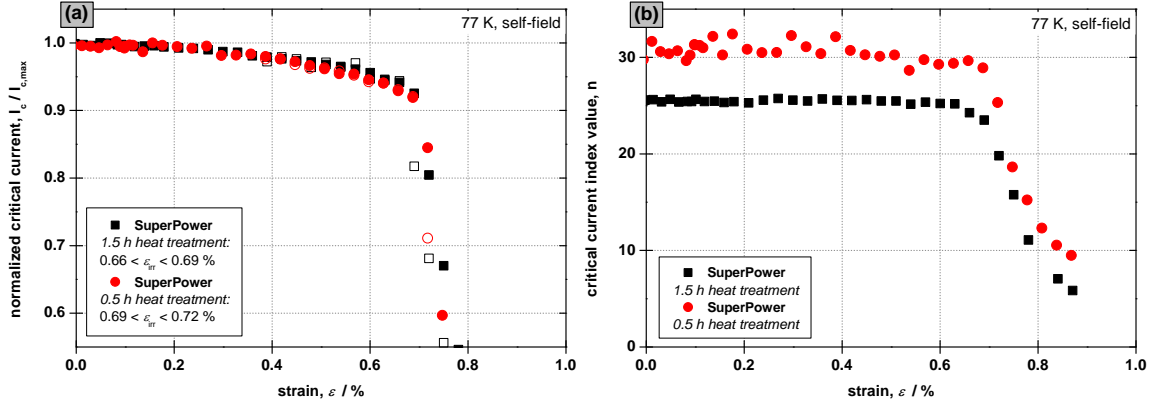 (a)
77 K, self-field
normalized critical current, I_c / I_c,max
1.0
0.9
0.8
0.7
0.6
SuperPower
1.5 h heat treatment:
0.66 < ε_irr < 0.69 %
SuperPower
0.5 h heat treatment:
0.69 < ε_irr < 0.72 %
0.0 0.2 0.4 0.6 0.8 1.0
strain, ε / %
(b)
77 K, self-field
critical current index value, n
30
20
10
0
SuperPower
1.5 h heat treatment
SuperPower
0.5 h heat treatment
0.0 0.2 0.4 0.6 0.8 1.0
strain, ε / %